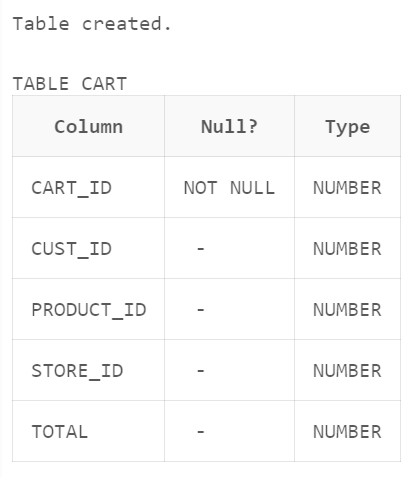 Table created.
TABLE CART
Column Null? Type
CART_ID NOT NULL NUMBER
CUST_ID - NUMBER
PRODUCT_ID - NUMBER
STORE_ID - NUMBER
TOTAL - NUMBER